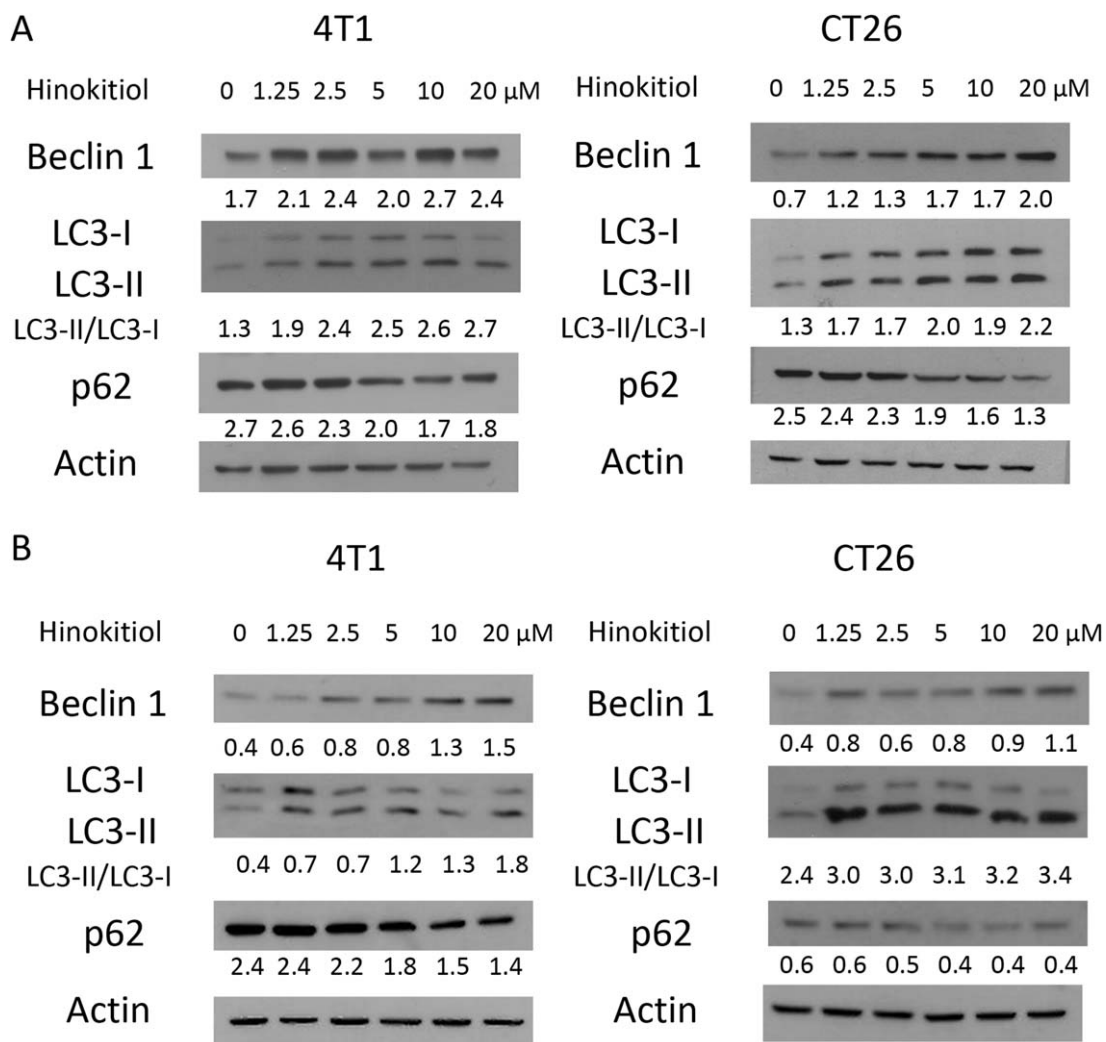 A
4T1
Hinokitiol 0 1.25 2.5 5 10 20 μM
Beclin 1
1.7 2.1 2.4 2.0 2.7 2.4
LC3-I
LC3-II
LC3-II/LC3-I 1.3 1.9 2.4 2.5 2.6 2.7
p62
2.7 2.6 2.3 2.0 1.7 1.8
Actin
CT26
Hinokitiol 0 1.25 2.5 5 10 20 μM
Beclin 1
0.7 1.2 1.3 1.7 1.7 2.0
LC3-I
LC3-II
LC3-II/LC3-I 1.3 1.7 1.7 2.0 1.9 2.2
p62
2.5 2.4 2.3 1.9 1.6 1.3
Actin
B
4T1
Hinokitiol 0 1.25 2.5 5 10 20 μM
Beclin 1
0.4 0.6 0.8 0.8 1.3 1.5
LC3-I
LC3-II
LC3-II/LC3-I 0.4 0.7 0.7 1.2 1.3 1.8
p62
2.4 2.4 2.2 1.8 1.5 1.4
Actin
CT26
Hinokitiol 0 1.25 2.5 5 10 20 μM
Beclin 1
0.4 0.8 0.6 0.8 0.9 1.1
LC3-I
LC3-II
LC3-II/LC3-I 2.4 3.0 3.0 3.1 3.2 3.4
p62
0.6 0.6 0.5 0.4 0.4 0.4
Actin